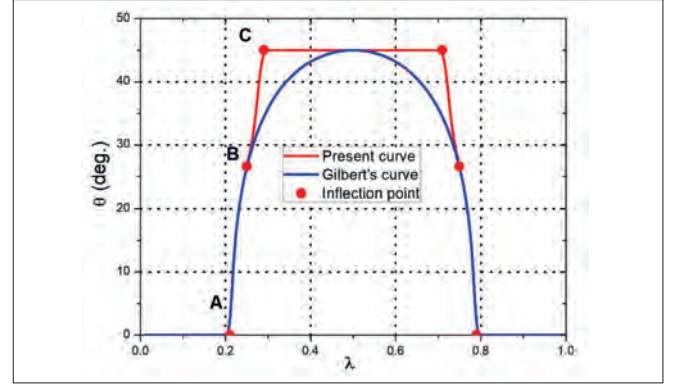 50
C
40
30
B
Present curve
Gilbert's curve
Inflection point
θ (deg.)
20
10
A
0
0.0 0.2 0.4 0.6 0.8 1.0
λ